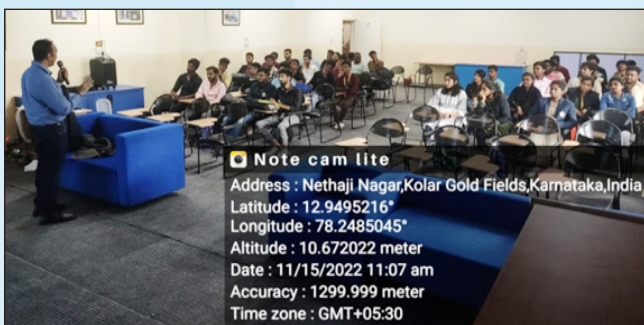 Note cam lite
Address : Nethaji Nagar,Kolar Gold Fields,Karnataka,India
Latitude : 12.9495216°
Longitude : 78.2485045°
Altitude : 10.672022 meter
Date : 11/15/2022 11:07 am
Accuracy : 1299.999 meter
Time zone : GMT+05:30